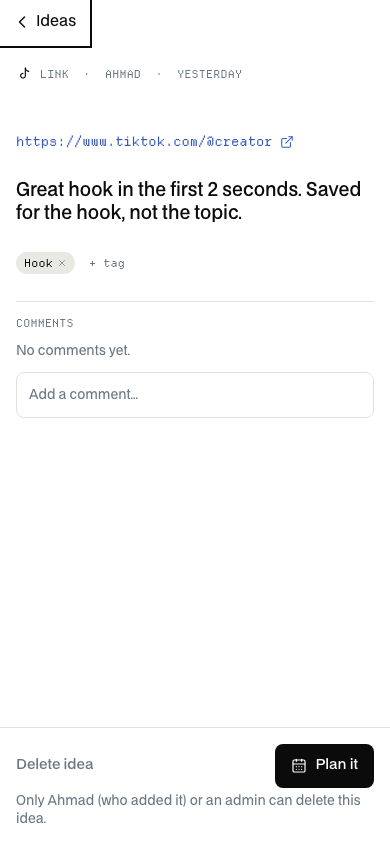 Ideas
LINK · AHMAD · YESTERDAY
https://www.tiktok.com/@creator
Great hook in the first 2 seconds. Saved
for the hook, not the topic.
Hook × + tag
COMMENTS
No comments yet.
Add a comment…
Delete idea
Plan it
Only Ahmad (who added it) or an admin can delete this
idea.